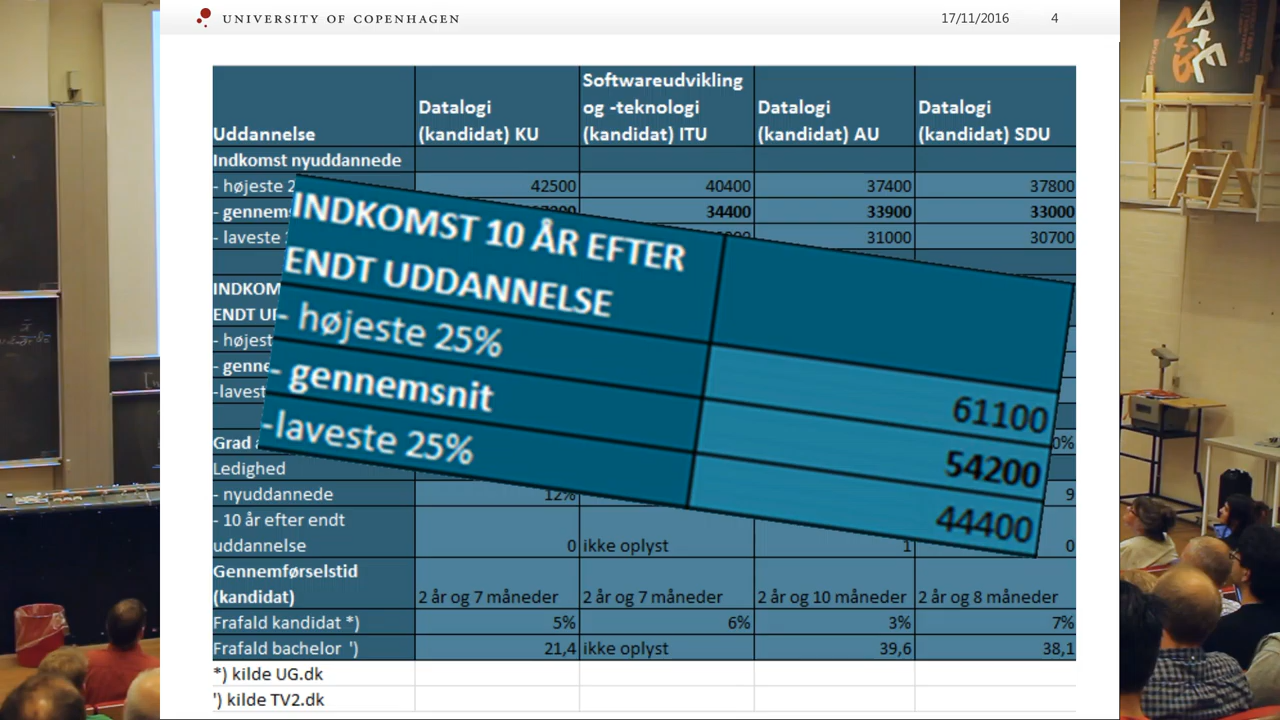 UNIVERSITY OF COPENHAGEN 17/11/2016 4
Uddannelse Datalogi (kandidat) KU Softwareudvikling og -teknologi (kandidat) ITU Datalogi (kandidat) AU Datalogi (kandidat) SDU
Indkomst nyuddannede
- højeste 42500 40400 37400 37800
34400 33900 33000
- laveste 31000 30700
INDKOMST 10 ÅR EFTER
ENDT UDDANNELSE
- højeste 25% 61100
- gennemsnit 54200
-laveste 25% 44400
Grad
Ledighed
- nyuddannede 12% 9
- 10 år efter endt
uddannelse 0 ikke oplyst 1 0
Gennemførselstid
(kandidat) 2 år og 7 måneder 2 år og 7 måneder 2 år og 10 måneder 2 år og 8 måneder
Frafald kandidat *) 5% 6% 3% 7%
Frafald bachelor ') 21,4 ikke oplyst 39,6 38,1
*) kilde UG.dk
') kilde TV2.dk